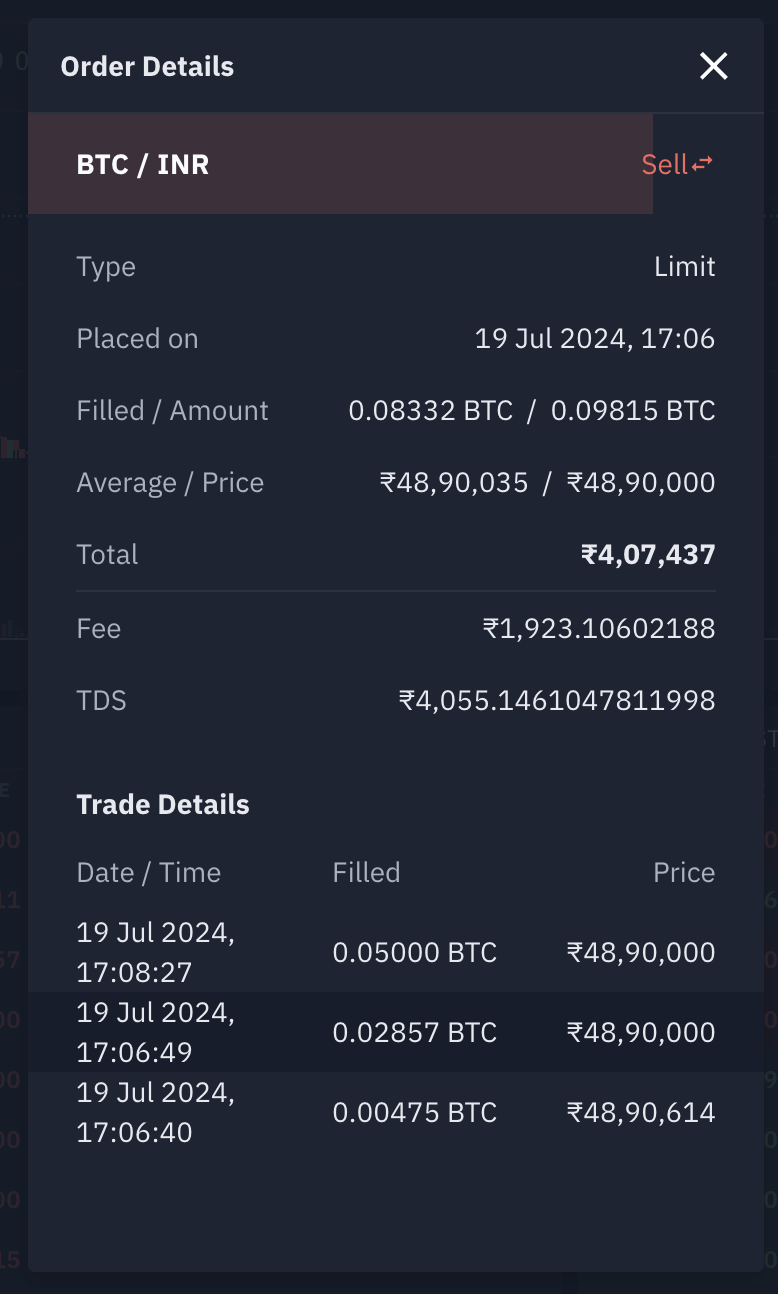 Order Details
BTC / INR Sell
Type Limit
Placed on 19 Jul 2024, 17:06
Filled / Amount 0.08332 BTC / 0.09815 BTC
Average / Price ₹48,90,035 / ₹48,90,000
Total ₹4,07,437
Fee ₹1,923.10602188
TDS ₹4,055.1461047811998
Trade Details
Date / Time Filled Price
19 Jul 2024,
17:08:27 0.05000 BTC ₹48,90,000
19 Jul 2024,
17:06:49 0.02857 BTC ₹48,90,000
19 Jul 2024,
17:06:40 0.00475 BTC ₹48,90,614